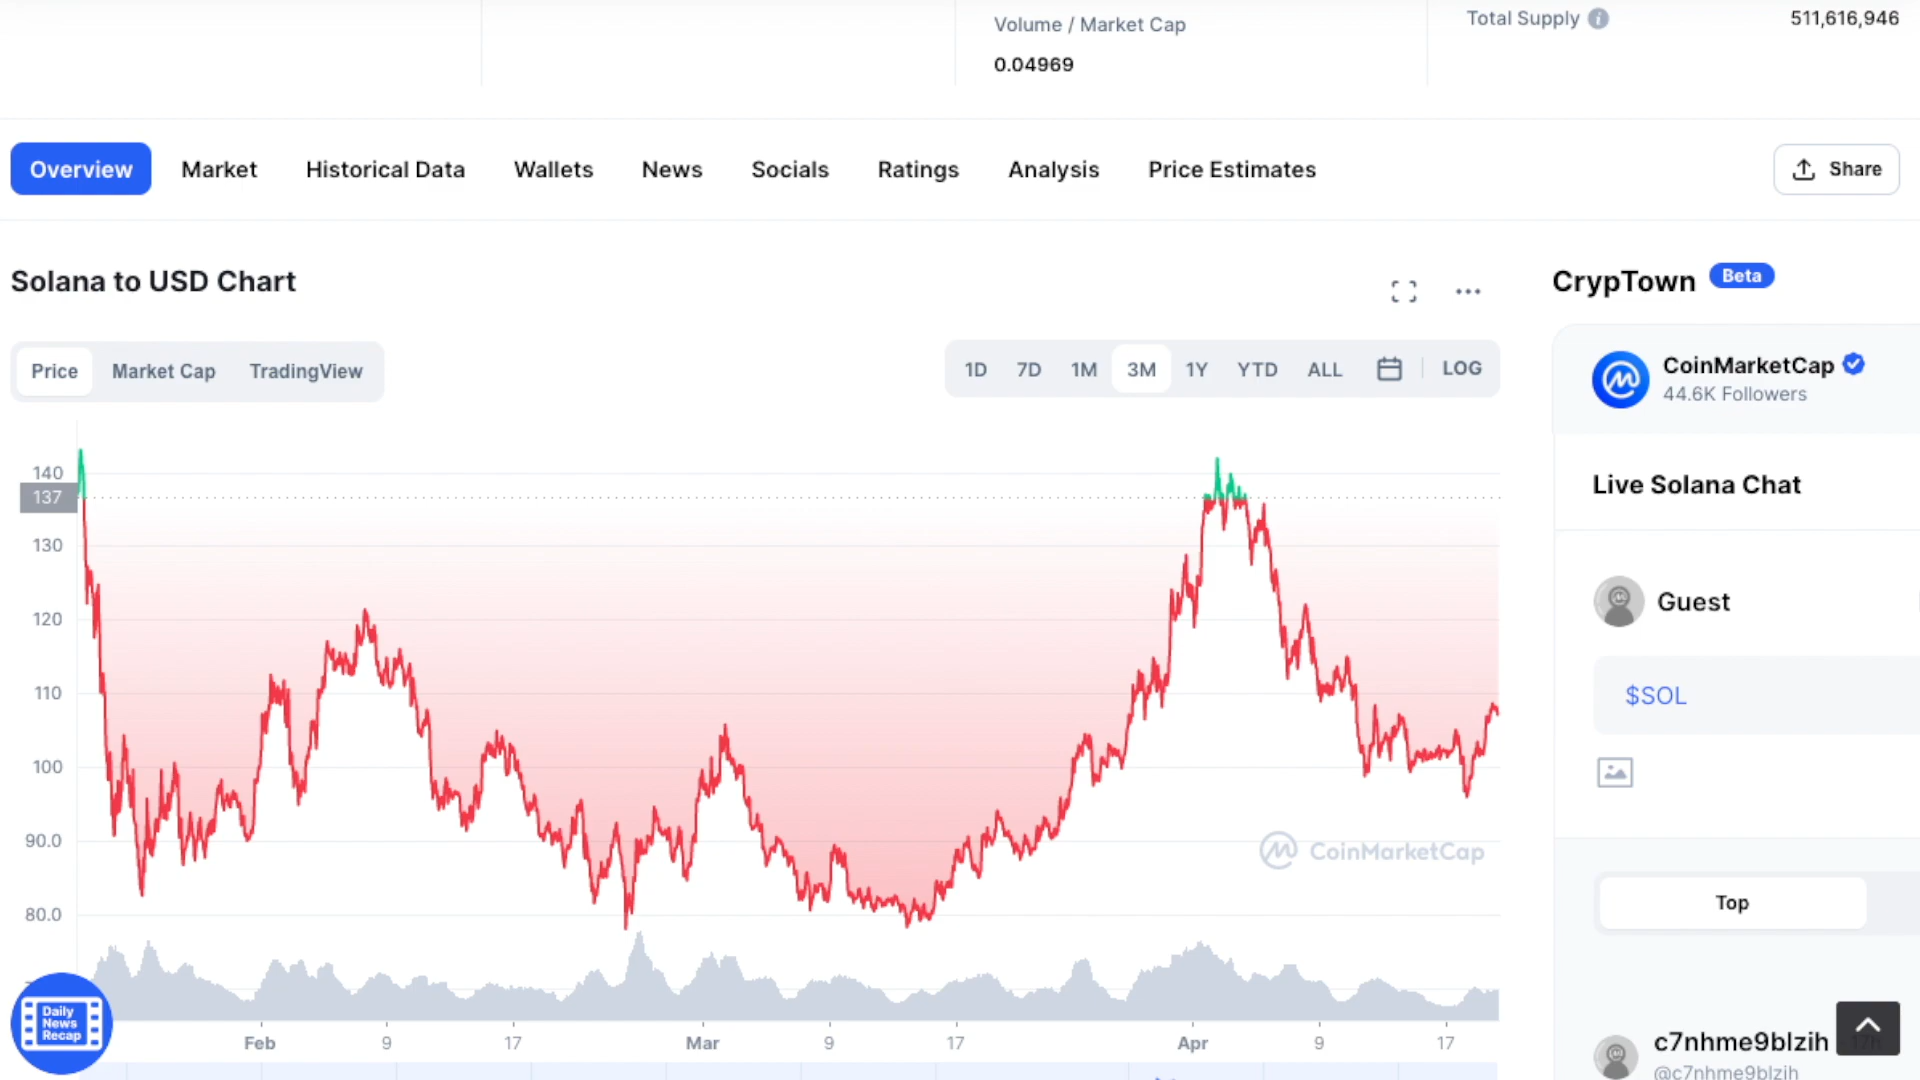 Volume / Market Cap
0.04969
Total Supply
511,616,946
Overview
Market
Historical Data
Wallets
News
Socials
Ratings
Analysis
Price Estimates
Share
Solana to USD Chart
Price
Market Cap
TradingView
1D
7D
1M
3M
1Y
YTD
ALL
LOG
140
137
130
120
110
100
90.0
80.0
CoinMarketCap
Feb
9
17
Mar
9
17
Apr
9
17
Daily
News
Recap
CrypTown
Beta
CoinMarketCap
44.6K Followers
Live Solana Chat
Guest
$SOL
Top
c7nhme9blzih
@c7nhme9blzih